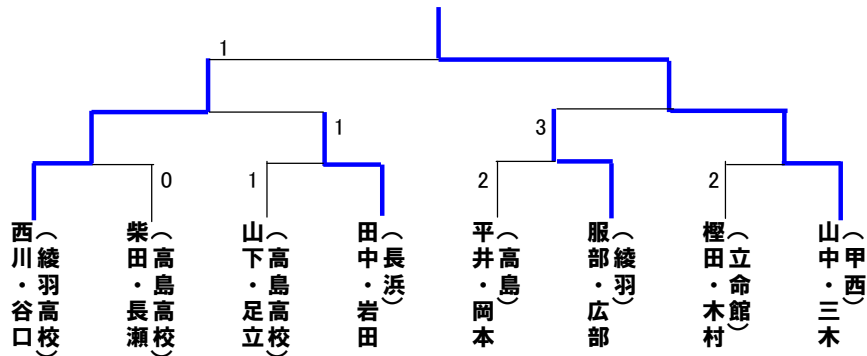 1
1
3
0
1
2
2
西川・谷口
(綾羽高校)
柴田・長瀬
(高島高校)
山下・足立
(高島高校)
田中・岩田
(長浜)
平井・岡本
(高島)
服部・広部
(綾羽)
樫田・木村
(立命館)
山中・三木
(甲西)